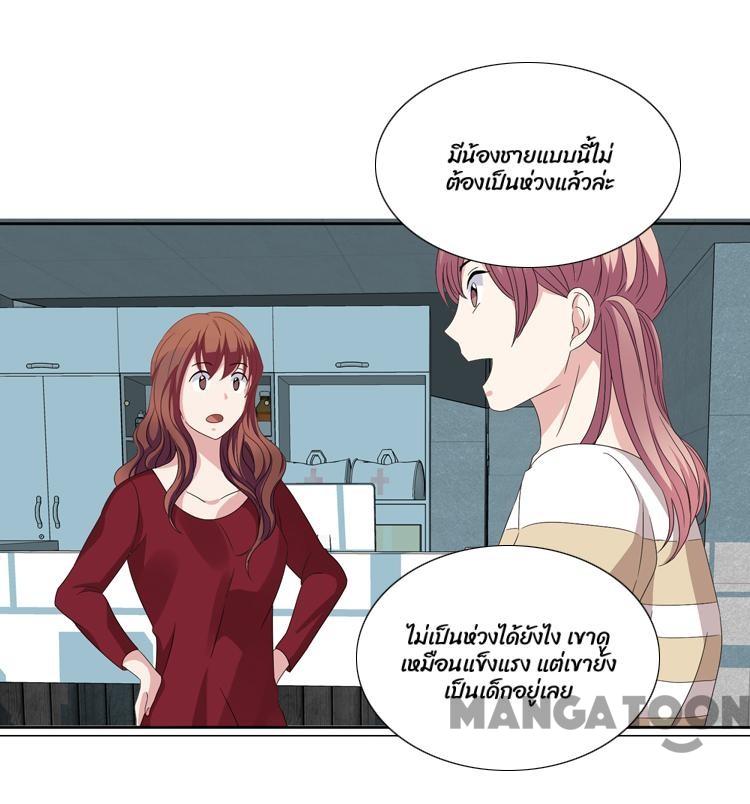 มีน้องชายแบบนี้ไม่
ต้องเป็นห่วงแล้วล่ะ
ไม่เป็นห่วงได้ยังไง เขาดู
เหมือนแข็งแรง แต่เขายัง
เป็นเด็กอยู่เลย
MANGATOON